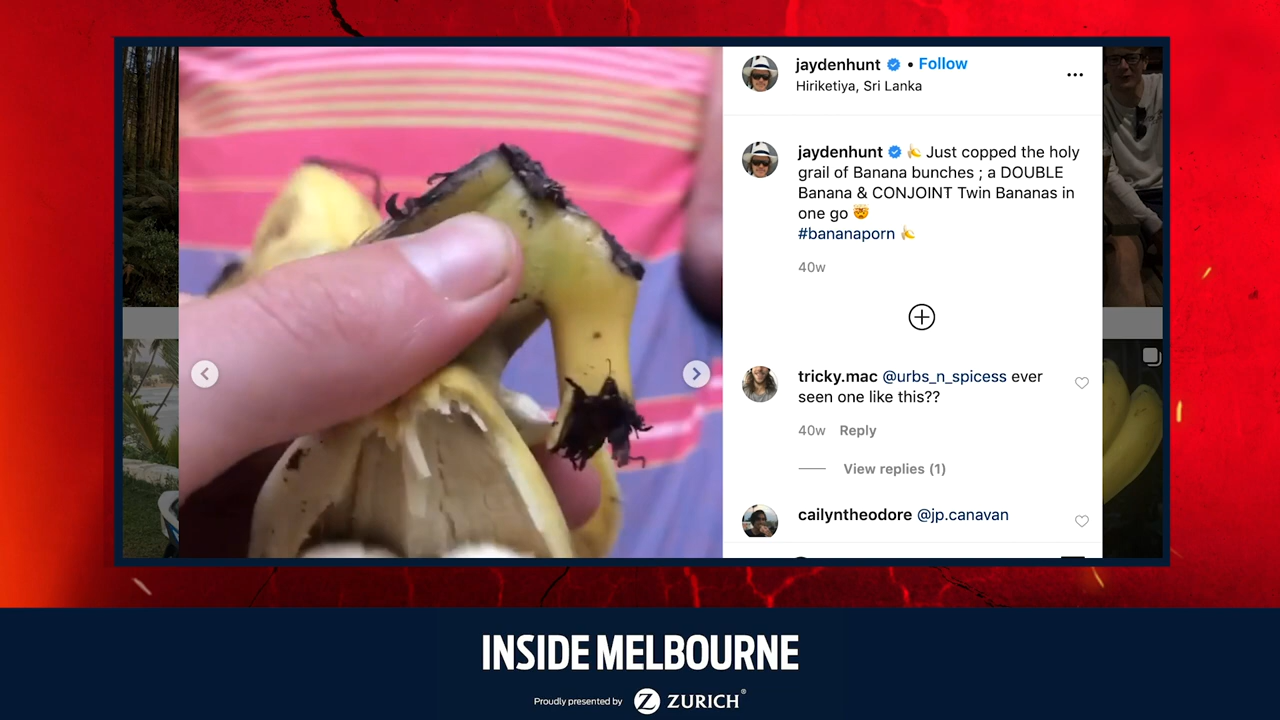 jaydenhunt • Follow
Hiriketiya, Sri Lanka
jaydenhunt 🍌 Just copped the holy
grail of Banana bunches ; a DOUBLE
Banana & CONJOINT Twin Bananas in
one go 🤯
#bananaporn 🍌
40w
tricky.mac @urbs_n_spicess ever
seen one like this??
40w Reply
View replies (1)
cailyntheodore @jp.canavan
INSIDE MELBOURNE
Proudly presented by Z ZURICH®